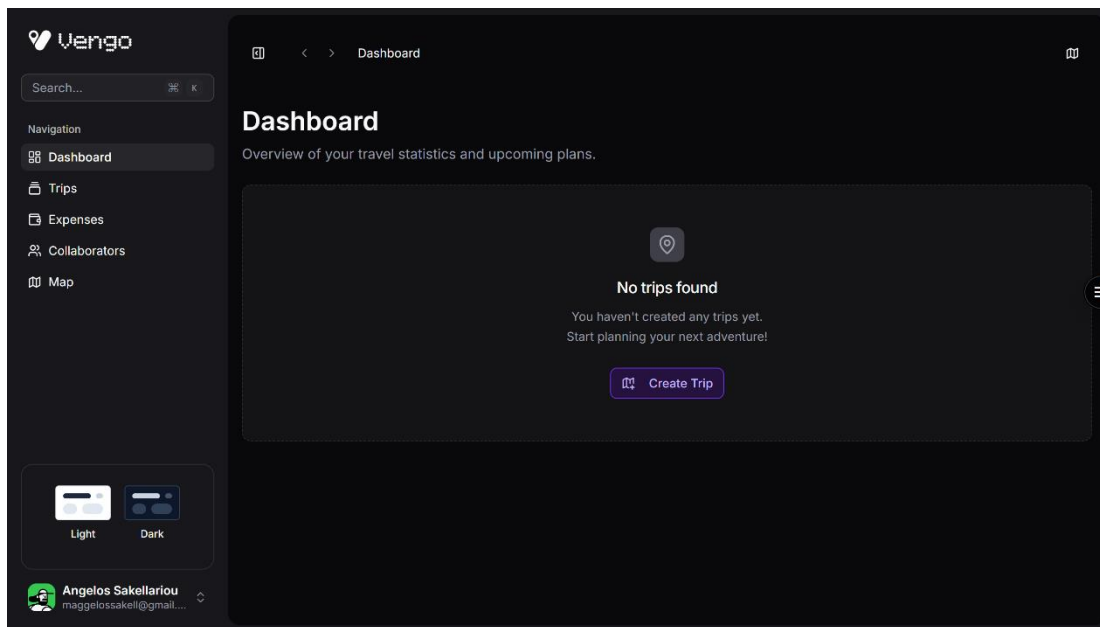 Vengo
Search... ⌘ K
Navigation
Dashboard
Trips
Expenses
Collaborators
Map
Light Dark
Angelos Sakellariou
maggelossakell@gmail....
Dashboard
Dashboard
Overview of your travel statistics and upcoming plans.
No trips found
You haven't created any trips yet.
Start planning your next adventure!
Create Trip